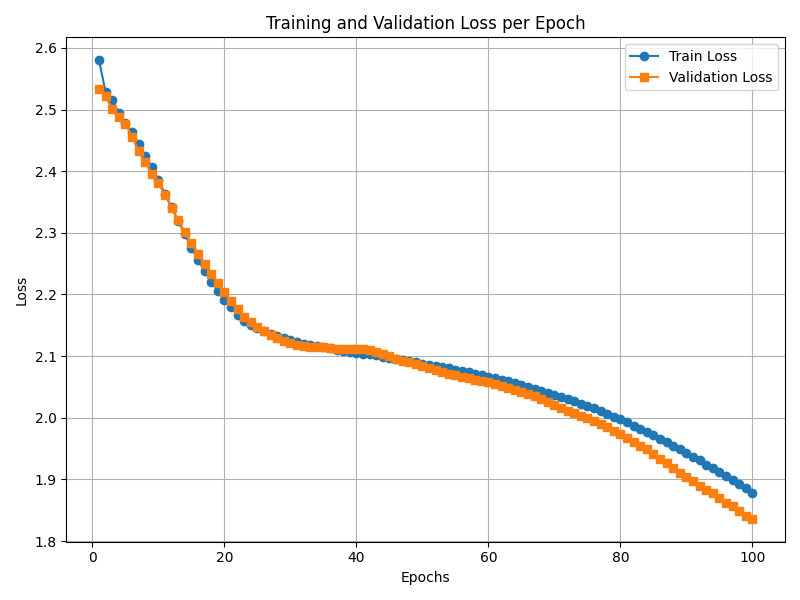 Training and Validation Loss per Epoch
Train Loss
Validation Loss
2.6
2.5
2.4
2.3
2.2
2.1
2.0
1.9
1.8
Loss
0 20 40 60 80 100
Epochs